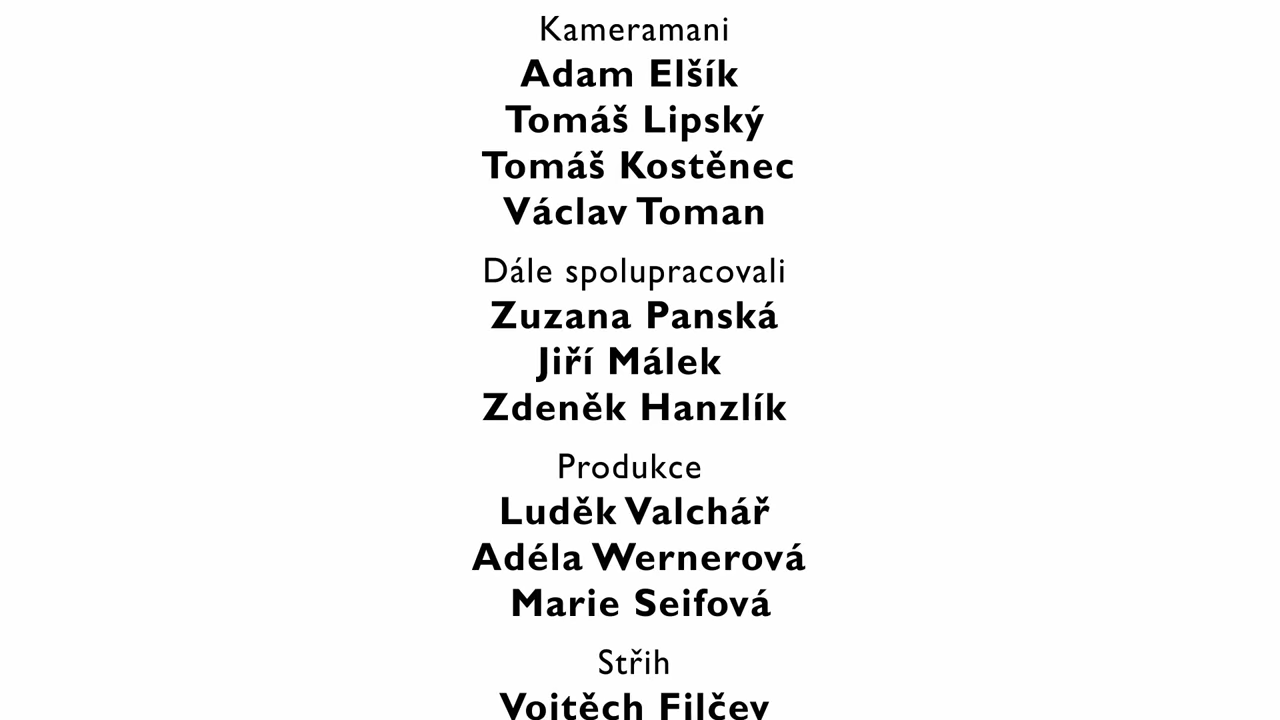 Kameramani
Adam Elšík
Tomáš Lipský
Tomáš Kostěnec
Václav Toman
Dále spolupracovali
Zuzana Panská
Jiří Málek
Zdeněk Hanzlík
Produkce
Luděk Valchář
Adéla Wernerová
Marie Seifová
Střih
Vojtěch Filčev